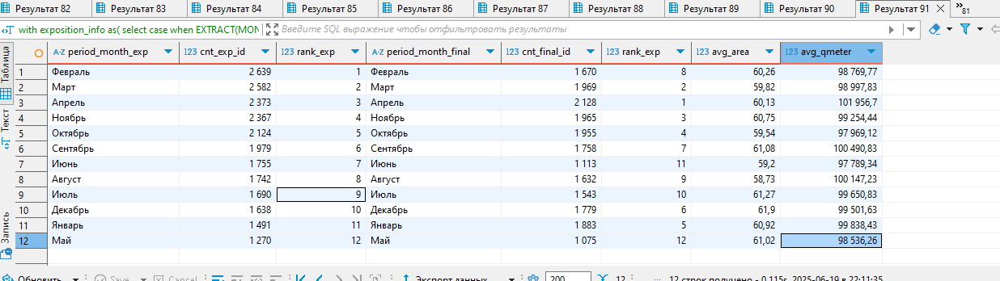 Результат 82 Результат 83 Результат 84 Результат 85 Результат 86 Результат 87 Результат 88 Результат 89 Результат 90 Результат 91 81
with exposition_info as( select case when EXTRACT(MON Введите SQL выражение чтобы отфильтровать результаты
Таблица
Текст
Запись
A-Z period_month_exp 123 cnt_exp_id 123 rank_exp A-Z period_month_final 123 cnt_final_id 123 rank_exp 123 avg_area 123 avg_qmeter
1 Февраль 2 639 1 Февраль 1 670 8 60,26 98 769,77
2 Март 2 582 2 Март 1 969 2 59,82 98 997,83
3 Апрель 2 373 3 Апрель 2 128 1 60,13 101 956,7
4 Ноябрь 2 367 4 Ноябрь 1 965 3 60,75 99 254,44
5 Октябрь 2 124 5 Октябрь 1 955 4 59,54 97 969,12
6 Сентябрь 1 979 6 Сентябрь 1 758 7 61,08 100 490,83
7 Июнь 1 755 7 Июнь 1 113 11 59,2 97 789,34
8 Август 1 742 8 Август 1 632 9 58,73 100 147,23
9 Июль 1 690 9 Июль 1 543 10 61,27 99 650,83
10 Декабрь 1 638 10 Декабрь 1 779 6 61,9 99 501,63
11 Январь 1 491 11 Январь 1 883 5 60,92 99 838,43
12 Май 1 270 12 Май 1 075 12 61,02 98 536,26
Обновить Save Cancel Экспорт данных 200 12 12 строк получено - 0.115s, 2025-06-19 в 22:11:35